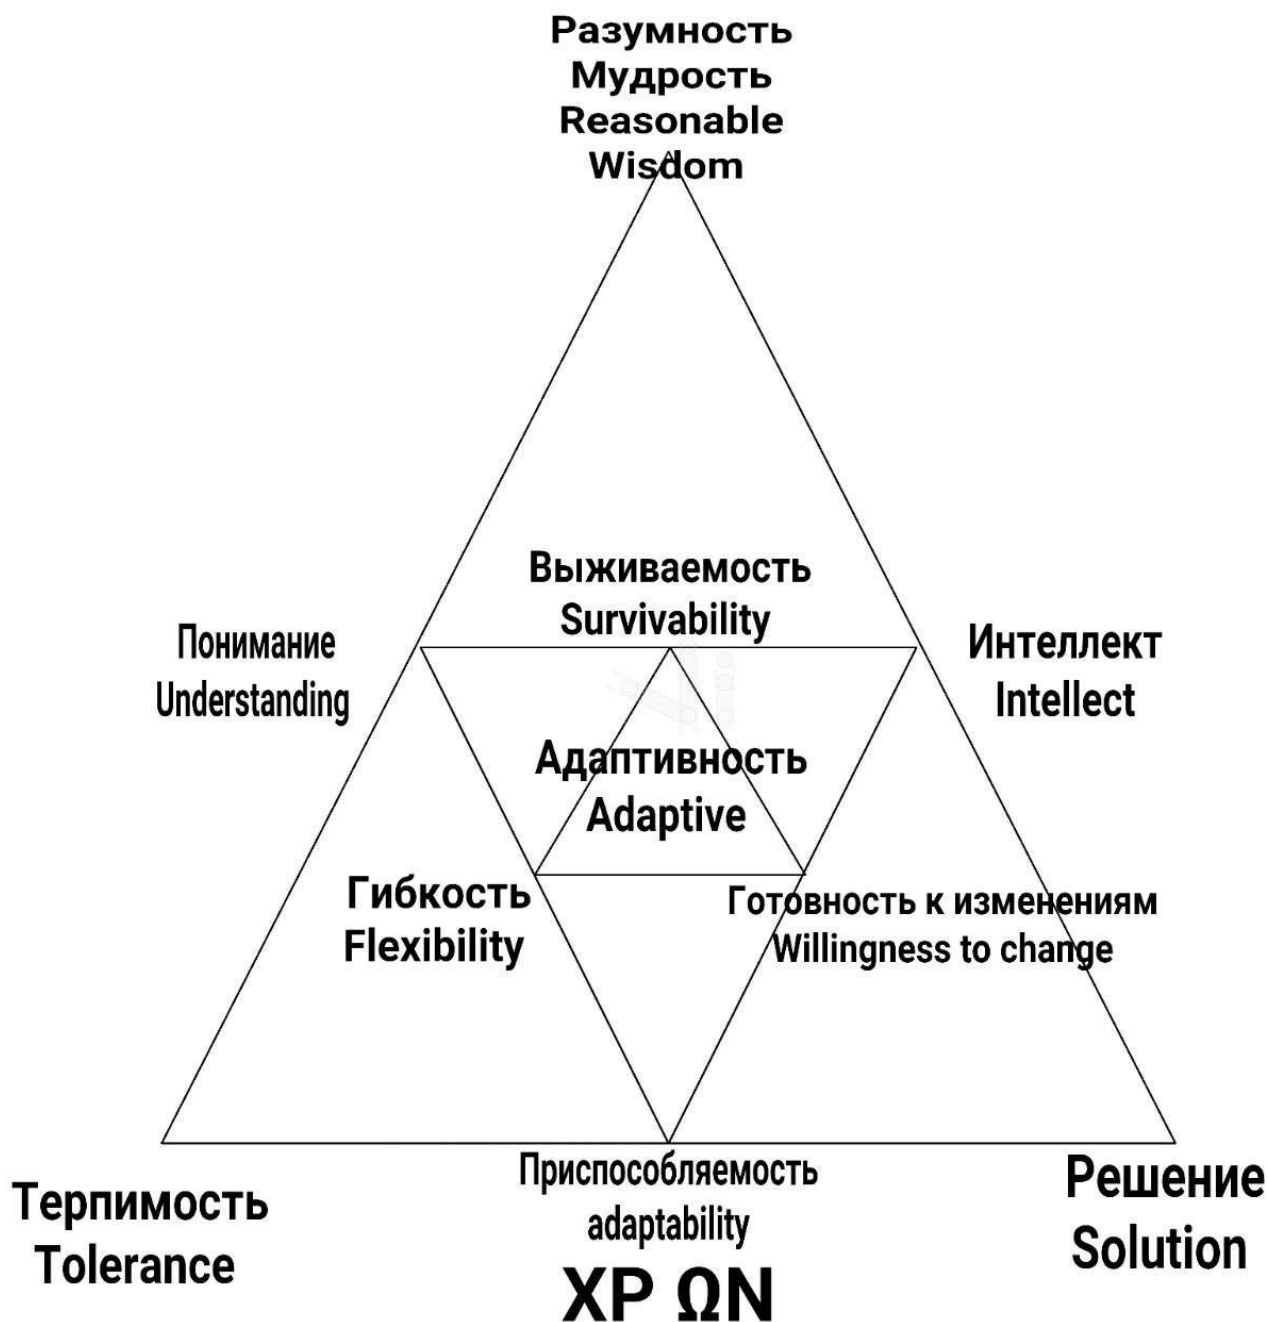 Разумность
Мудрость
Reasonable
Wisdom
Выживаемость
Survivability
Понимание
Understanding
Интеллект
Intellect
Адаптивность
Adaptive
Гибкость
Flexibility
Готовность к изменениям
Willingness to change
Терпимость
Tolerance
Приспособляемость
adaptability
Решение
Solution
ΧΡ ΩΝ